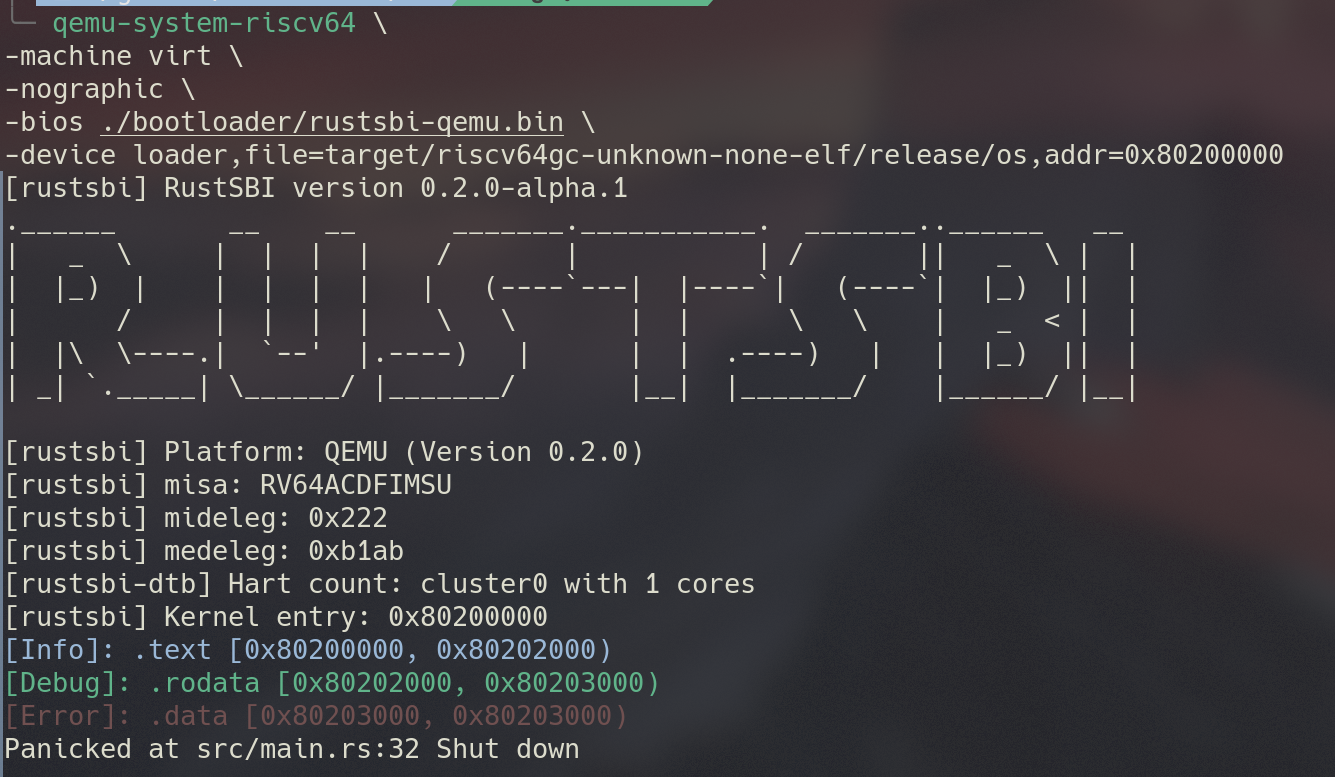 qemu-system-riscv64 \
-machine virt \
-nographic \
-bios ./bootloader/rustsbi-qemu.bin \
-device loader,file=target/riscv64gc-unknown-none-elf/release/os,addr=0x80200000
[rustsbi] RustSBI version 0.2.0-alpha.1
.______       __    __      _______.___________.  _______..______   __
|   _  \     |  |  |  |    /       |           | /       ||   _  \ |  |
|  |_)  |    |  |  |  |   |   (----`---|  |----`|   (----`|  |_)  ||  |
|      /     |  |  |  |    \   \       |  |      \   \    |   _  < |  |
|  |\  \----.|  `--'  |.----)   |      |  |  .----)   |   |  |_)  ||  |
| _| `._____| \______/ |_______/       |__|  |_______/    |______/ |__|
[rustsbi] Platform: QEMU (Version 0.2.0)
[rustsbi] misa: RV64ACDFIMSU
[rustsbi] mideleg: 0x222
[rustsbi] medeleg: 0xb1ab
[rustsbi-dtb] Hart count: cluster0 with 1 cores
[rustsbi] Kernel entry: 0x80200000
[Info]: .text [0x80200000, 0x80202000)
[Debug]: .rodata [0x80202000, 0x80203000)
[Error]: .data [0x80203000, 0x80203000)
Panicked at src/main.rs:32 Shut down